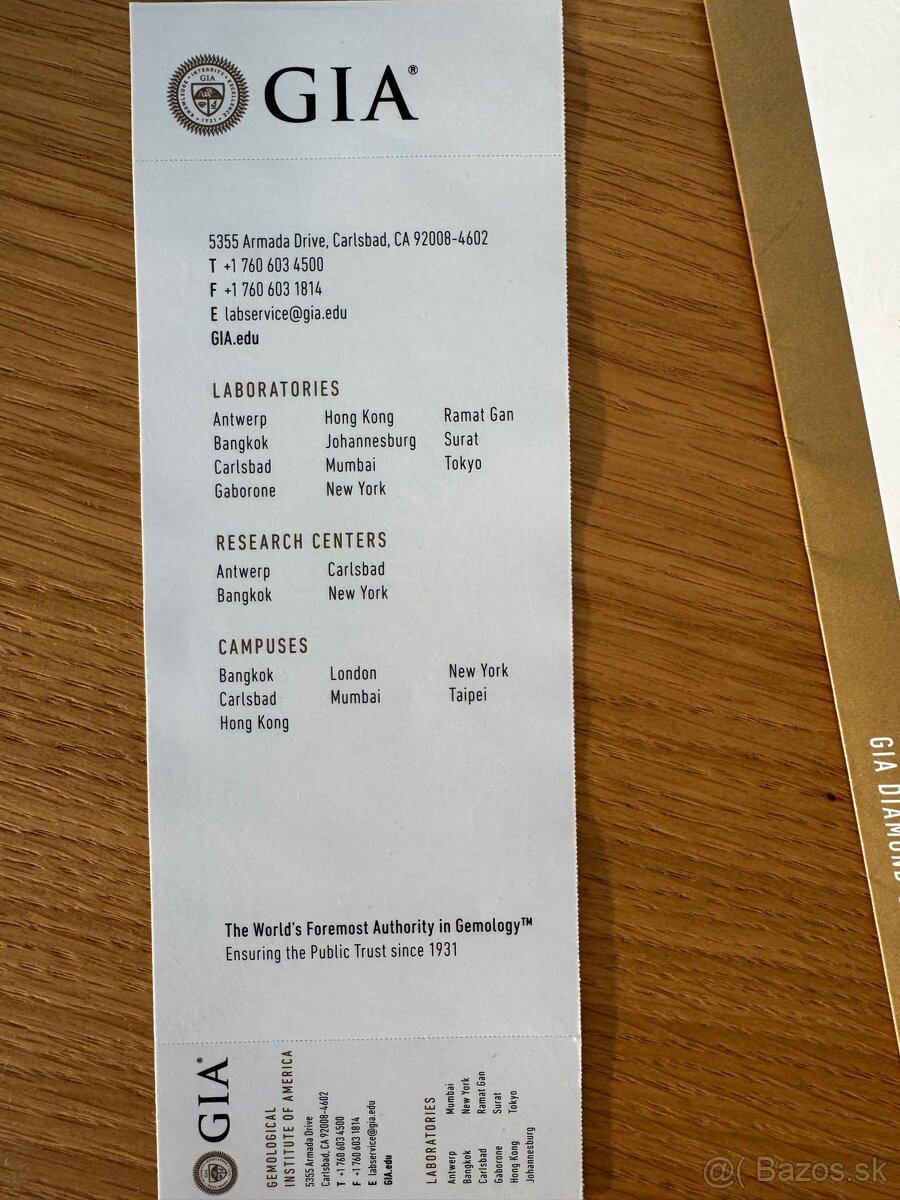 GIA®
5355 Armada Drive, Carlsbad, CA 92008-4602
T +1 760 603 4500
F +1 760 603 1814
E labservice@gia.edu
GIA.edu
LABORATORIES
Antwerp Hong Kong Ramat Gan
Bangkok Johannesburg Surat
Carlsbad Mumbai Tokyo
Gaborone New York
RESEARCH CENTERS
Antwerp Carlsbad
Bangkok New York
CAMPUSES
Bangkok London New York
Carlsbad Mumbai Taipei
Hong Kong
The World's Foremost Authority in Gemology™
Ensuring the Public Trust since 1931
GIA®
GEMOLOGICAL
INSTITUTE OF AMERICA
5355 Armada Drive
Carlsbad, CA 92008-4602
T +1 760 603 4500
F +1 760 603 1814
E labservice@gia.edu
GIA.edu
LABORATORIES
Antwerp Mumbai
Bangkok New York
Carlsbad Ramat Gan
Gaborone Surat
Hong Kong Tokyo
Johannesburg
GIA DIAMOND
@( Bazos.sk